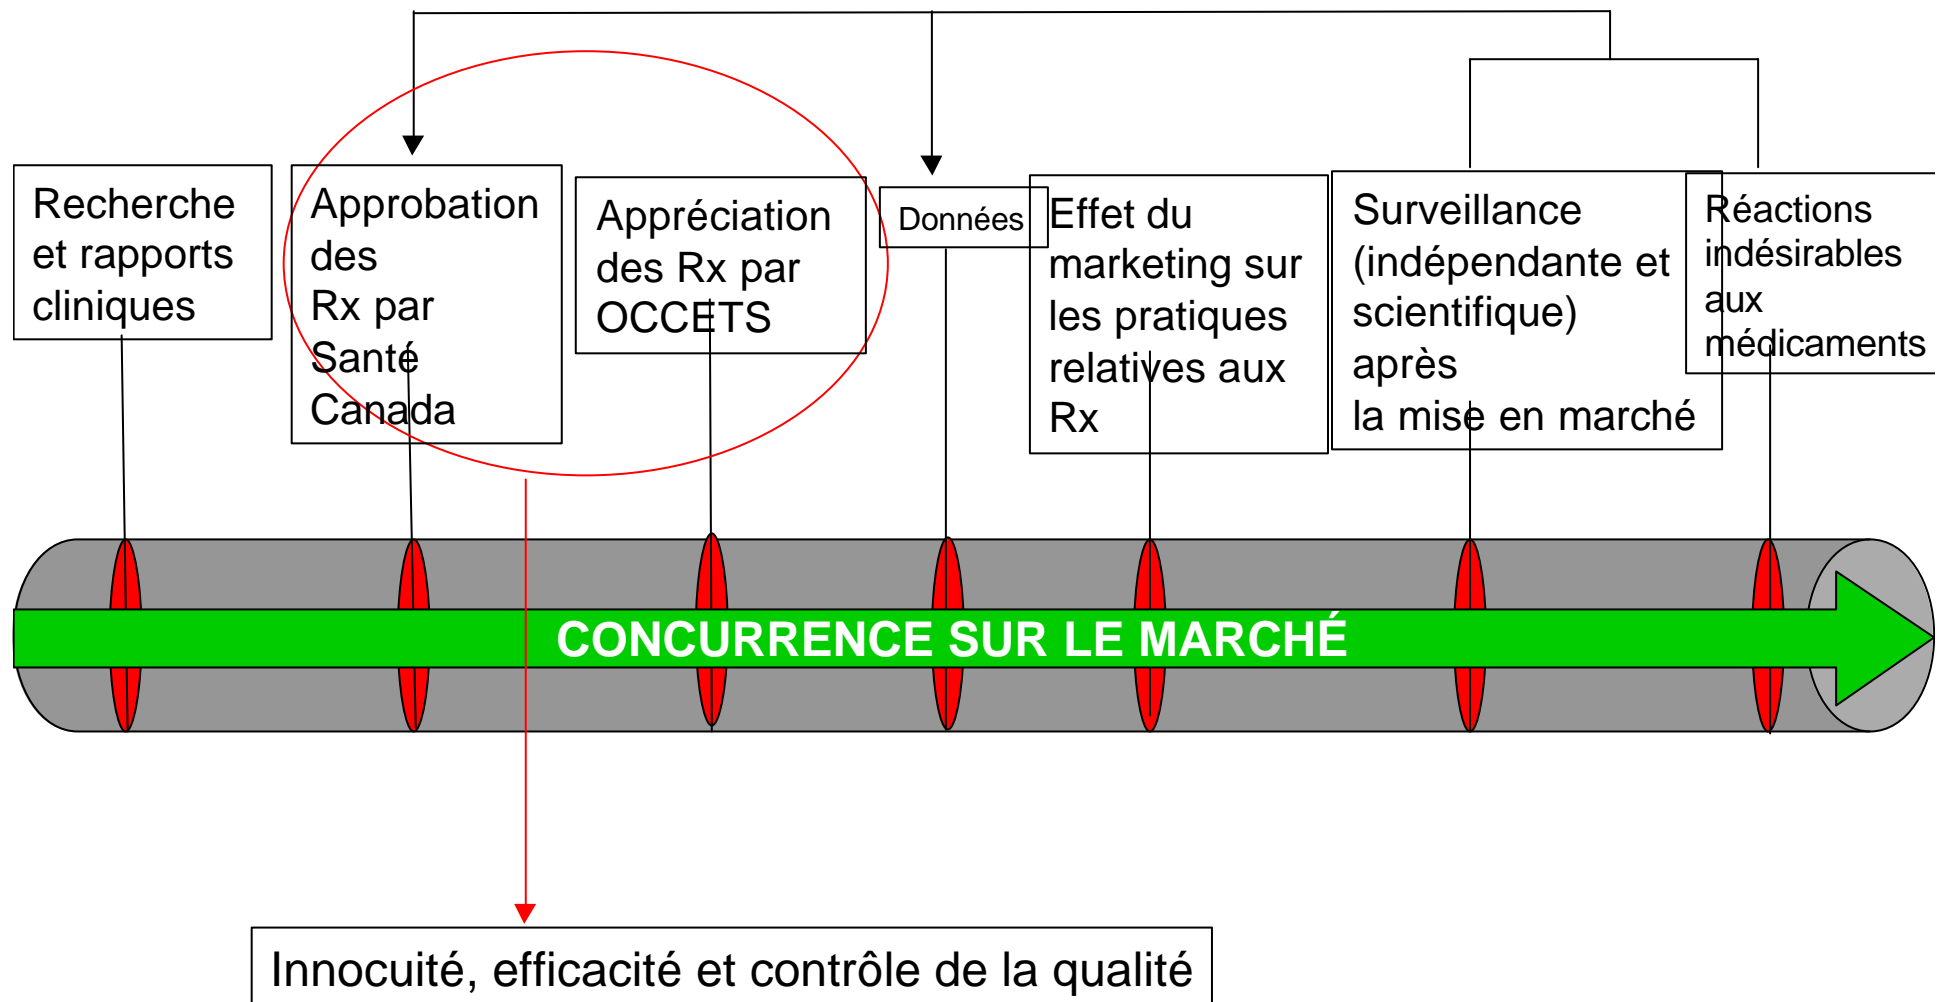 Recherche
et rapports
cliniques
Approbation
des
Rx par
Santé
Canada
Appréciation
des Rx par
OCCETS
Données
Effet du
marketing sur
les pratiques
relatives aux
Rx
Surveillance
(indépendante et
scientifique)
après
la mise en marché
Réactions
indésirables
aux
médicaments
CONCURRENCE SUR LE MARCHÉ
Innocuité, efficacité et contrôle de la qualité